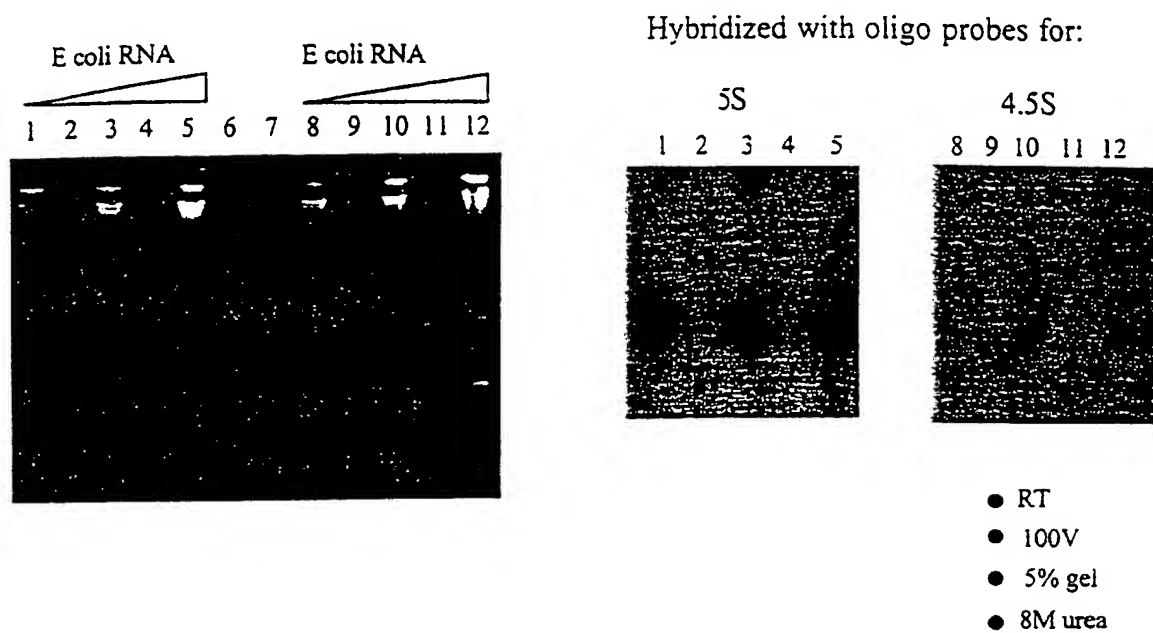 E coli RNA
E coli RNA
1 2 3 4 5 6 7 8 9 10 11 12
Hybridized with oligo probes for:
5S
1 2 3 4 5
4.5S
8 9 10 11 12
● RT
● 100V
● 5% gel
● 8M urea